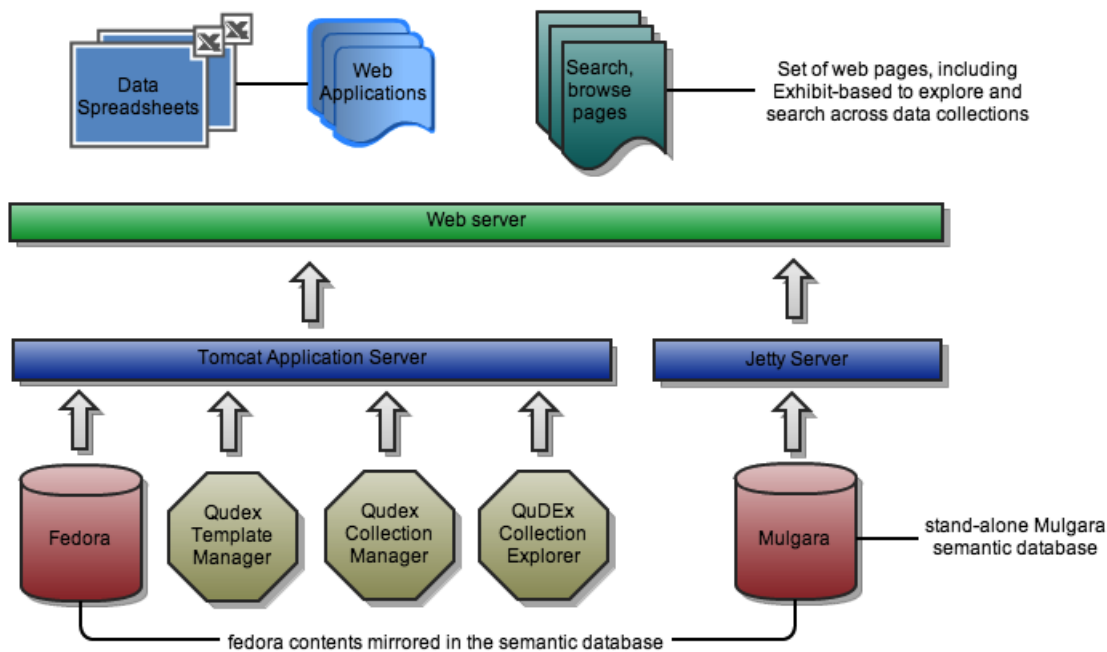 Data
Spreadsheets
Web
Applications
Search,
browse
pages
Set of web pages, including
Exhibit-based to explore and
search across data collections
Web server
Tomcat Application Server
Jetty Server
Fedora
Qudex
Template
Manager
Qudex
Collection
Manager
QuDEx
Collection
Explorer
Mulgara
stand-alone Mulgara
semantic database
fedora contents mirrored in the semantic database